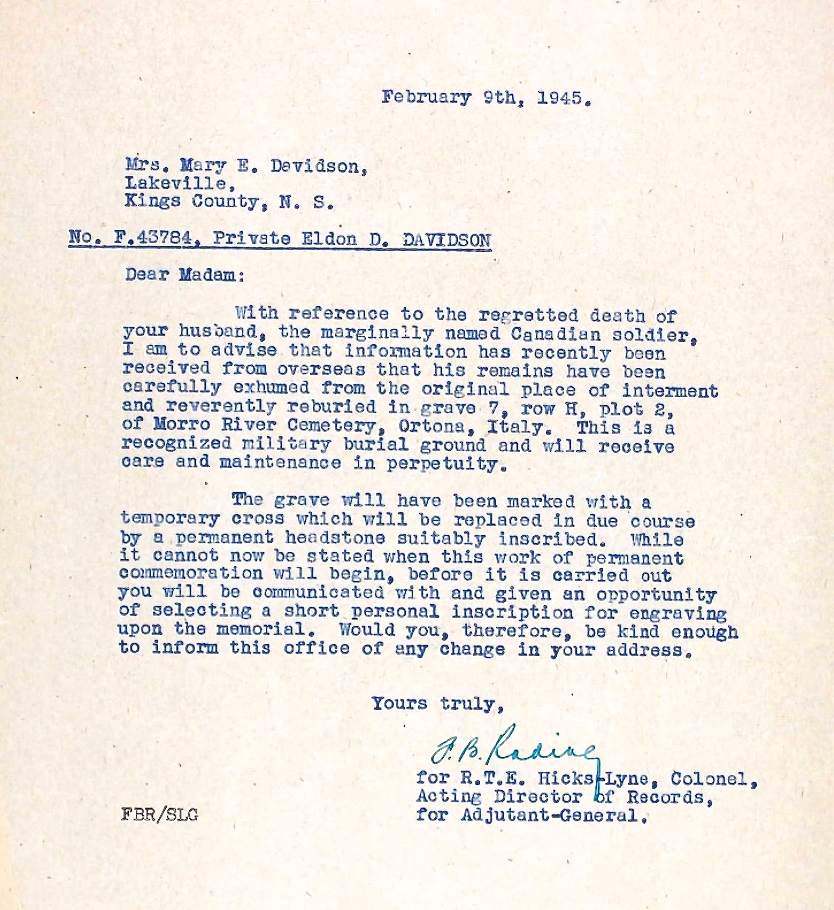 February 9th, 1945.
Mrs. Mary E. Davidson,
Lakeville,
Kings County, N. S.
No. F.43784, Private Eldon D. DAVIDSON
Dear Madam:
With reference to the regretted death of
your husband, the marginally named Canadian soldier,
I am to advise that information has recently been
received from overseas that his remains have been
carefully exhumed from the original place of interment
and reverently reburied in grave 7, row H, plot 2,
of Morro River Cemetery, Ortona, Italy. This is a
recognized military burial ground and will receive
care and maintenance in perpetuity.
The grave will have been marked with a
temporary cross which will be replaced in due course
by a permanent headstone suitably inscribed. While
it cannot now be stated when this work of permanent
commemoration will begin, before it is carried out
you will be communicated with and given an opportunity
of selecting a short personal inscription for engraving
upon the memorial. Would you, therefore, be kind enough
to inform this office of any change in your address.
Yours truly,
F. B.
for R.T.E. Hicks-Lyne, Colonel,
Acting Director of Records,
for Adjutant-General.
FBR/SLG